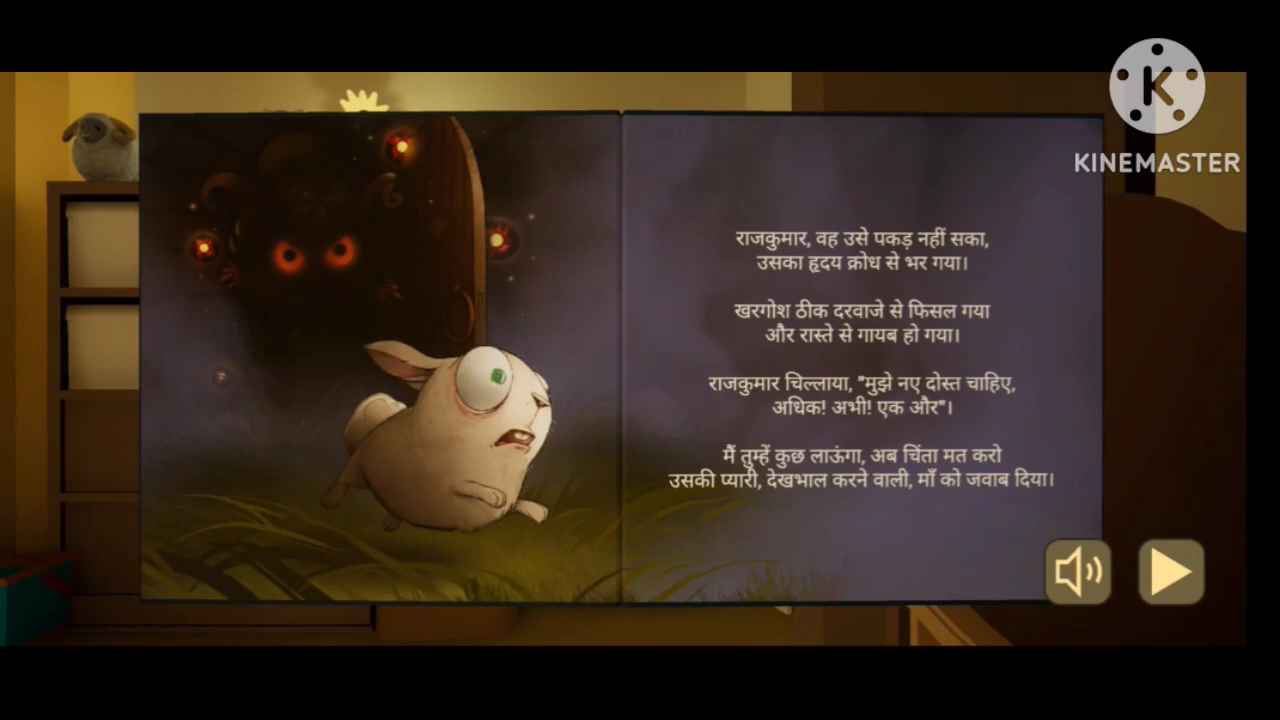 KINEMASTER
राजकुमार, वह उसे पकड़ नहीं सका,
उसका हृदय क्रोध से भर गया।
खरगोश ठीक दरवाजे से फिसल गया
और रास्ते से गायब हो गया।
राजकुमार चिल्लाया, "मुझे नए दोस्त चाहिए,
अधिक! अभी! एक और"।
मैं तुम्हें कुछ लाऊंगा, अब चिंता मत करो
उसकी प्यारी, देखभाल करने वाली, माँ को जवाब दिया।